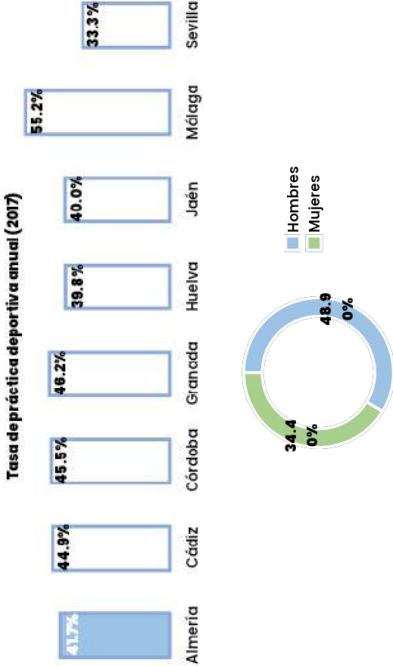 Tasa de práctica deportiva anual (2017)
41.7%
44.9%
45.5%
46.2%
39.8%
40.0%
55.2%
33.3%
Almería
Cádiz
Córdoba
Granada
Huelva
Jaén
Málaga
Sevilla
34.4
0%
48.9
0%
Hombres
Mujeres